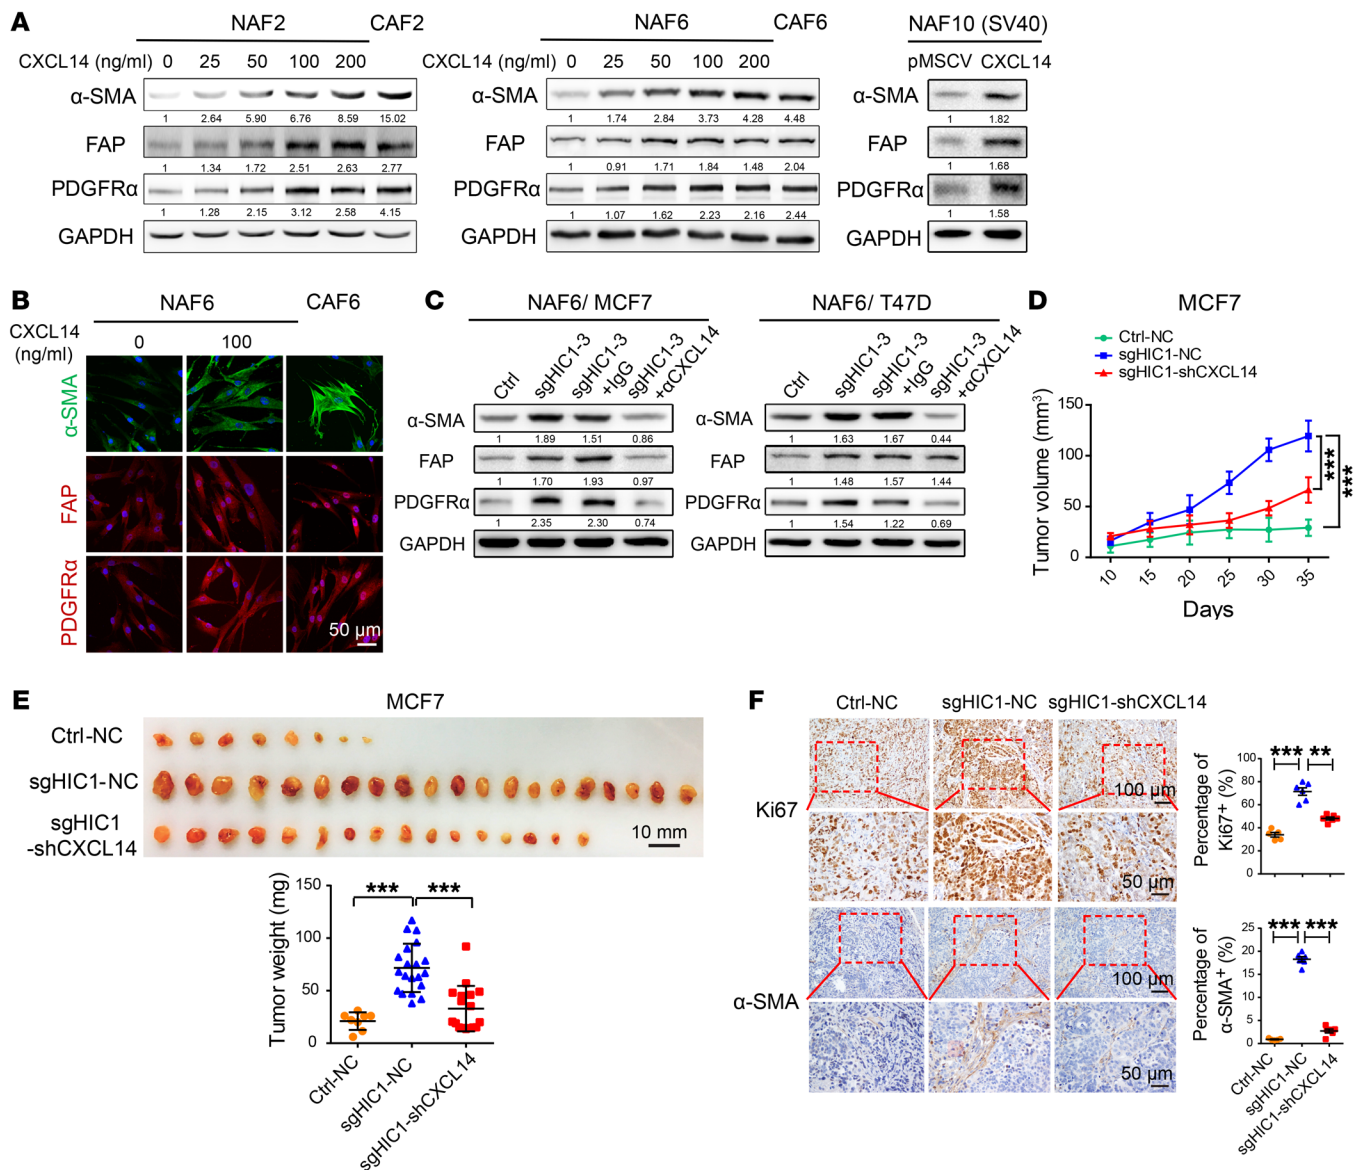 A
NAF2 CAF2
CXCL14 (ng/ml) 0 25 50 100 200
α-SMA
1 2.64 5.90 6.76 8.59 15.02
FAP
1 1.34 1.72 2.51 2.63 2.77
PDGFRα
1 1.28 2.15 3.12 2.58 4.15
GAPDH
NAF6 CAF6
CXCL14 (ng/ml) 0 25 50 100 200
α-SMA
1 1.74 2.84 3.73 4.28 4.48
FAP
1 0.91 1.71 1.84 1.48 2.04
PDGFRα
1 1.07 1.62 2.23 2.16 2.44
GAPDH
NAF10 (SV40)
pMSCV CXCL14
α-SMA
1 1.82
FAP
1 1.68
PDGFRα
1 1.58
GAPDH
B
NAF6 CAF6
CXCL14
(ng/ml)
0 100
α-SMA
FAP
PDGFRα
50 µm
C
NAF6/ MCF7
Ctrl
sgHIC1-3
sgHIC1-3
+IgG
sgHIC1-3
+αCXCL14
α-SMA
1 1.89 1.51 0.86
FAP
1 1.70 1.93 0.97
PDGFRα
1 2.35 2.30 0.74
GAPDH
NAF6/ T47D
Ctrl
sgHIC1-3
sgHIC1-3
+IgG
sgHIC1-3
+αCXCL14
α-SMA
1 1.63 1.67 0.44
FAP
1 1.48 1.57 1.44
PDGFRα
1 1.54 1.22 0.69
GAPDH
D
MCF7
Ctrl-NC
sgHIC1-NC
sgHIC1-shCXCL14
Tumor volume (mm³)
150
100
50
0
10 15 20 25 30 35
Days
***
***
E
MCF7
Ctrl-NC
sgHIC1-NC
sgHIC1
-shCXCL14
10 mm
Tumor weight (mg)
150
100
50
0
*** ***
Ctrl-NC
sgHIC1-NC
sgHIC1-shCXCL14
F
Ctrl-NC sgHIC1-NC sgHIC1-shCXCL14
Ki67
100 µm
50 µm
α-SMA
100 µm
50 µm
Percentage of
Ki67⁺ (%)
100
80
60
40
20
0
*** **
Percentage of
α-SMA⁺ (%)
25
20
15
10
5
0
*** ***
Ctrl-NC
sgHIC1-NC
sgHIC1-shCXCL14